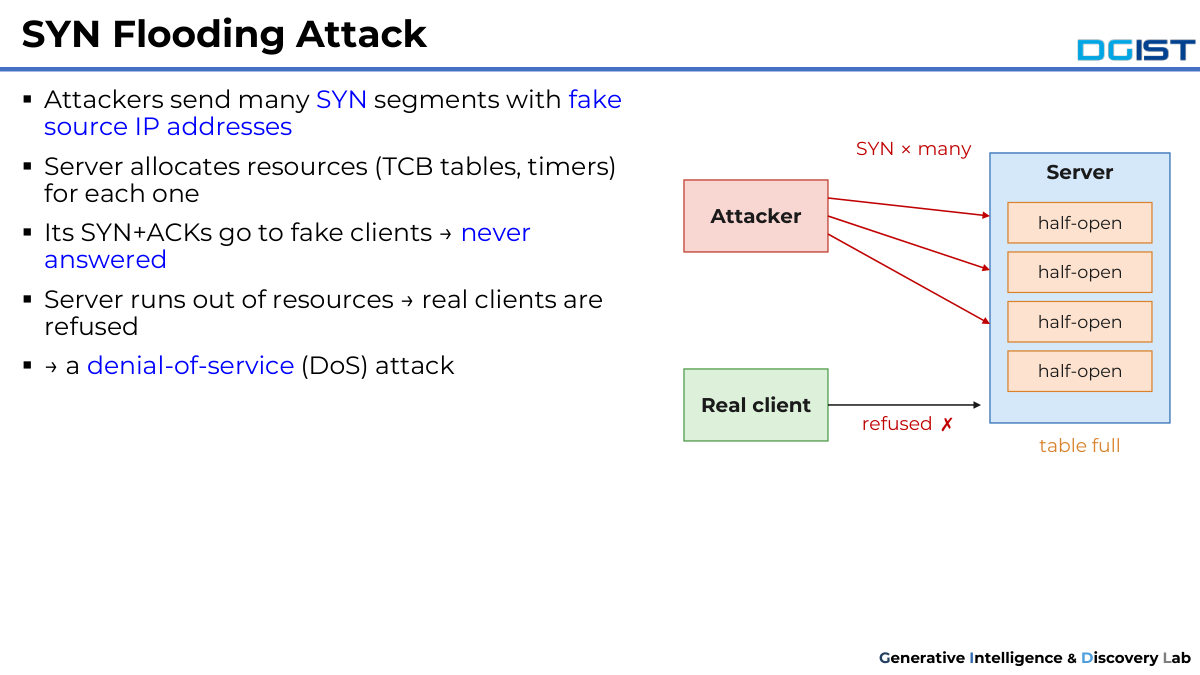 SYN Flooding Attack
DGIST
▪ Attackers send many SYN segments with fake
source IP addresses
▪ Server allocates resources (TCB tables, timers)
for each one
▪ Its SYN+ACKs go to fake clients → never
answered
▪ Server runs out of resources → real clients are
refused
▪ → a denial-of-service (DoS) attack
SYN × many
Attacker
Server
half-open
half-open
half-open
half-open
Real client
refused ✗
table full
Generative Intelligence & Discovery Lab